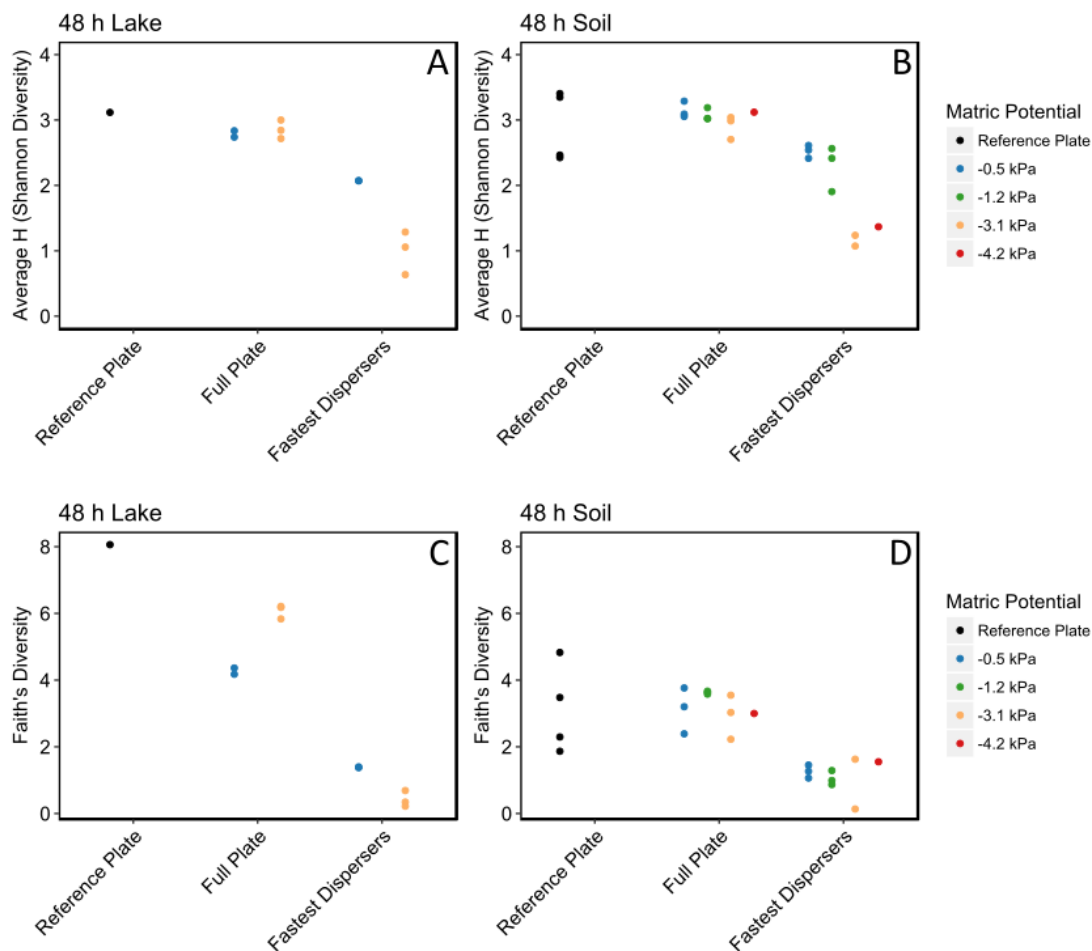 48 h Lake
A
Average H (Shannon Diversity)
4
3
2
1
0
Reference Plate
Full Plate
Fastest Dispersers
48 h Soil
B
Average H (Shannon Diversity)
4
3
2
1
0
Reference Plate
Full Plate
Fastest Dispersers
Matric Potential
Reference Plate
-0.5 kPa
-1.2 kPa
-3.1 kPa
-4.2 kPa
48 h Lake
C
Faith's Diversity
8
6
4
2
0
Reference Plate
Full Plate
Fastest Dispersers
48 h Soil
D
Faith's Diversity
8
6
4
2
0
Reference Plate
Full Plate
Fastest Dispersers
Matric Potential
Reference Plate
-0.5 kPa
-1.2 kPa
-3.1 kPa
-4.2 kPa